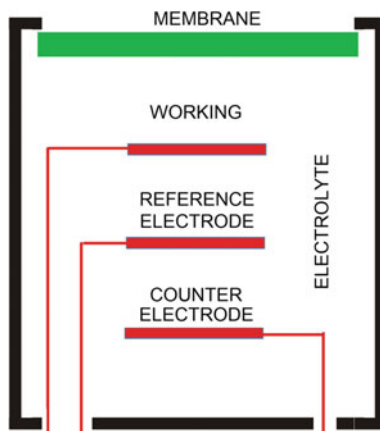 MEMBRANE
WORKING
REFERENCE
ELECTRODE
COUNTER
ELECTRODE
ELECTROLYTE